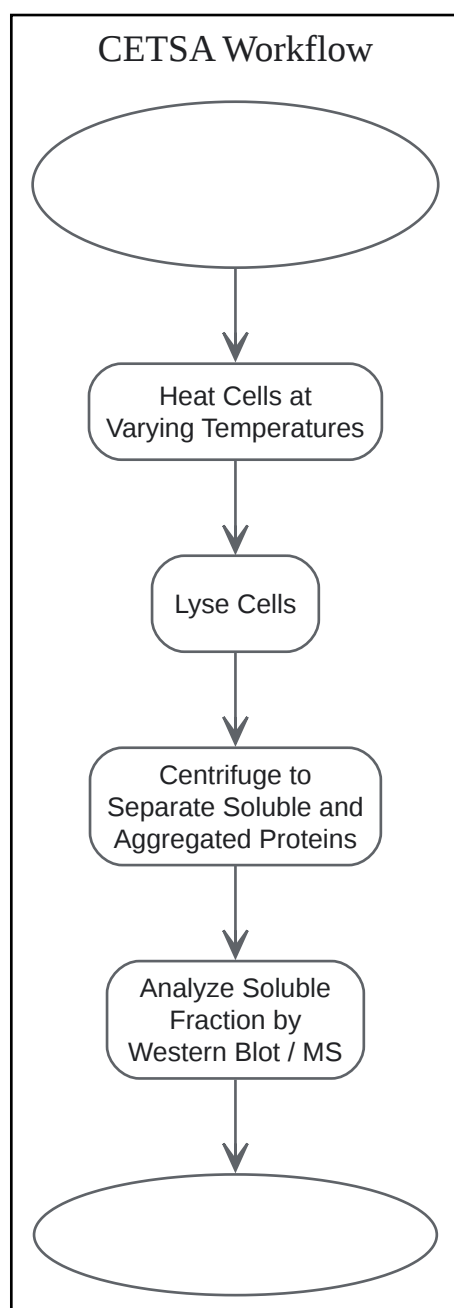 CETSA Workflow
Heat Cells at
Varying Temperatures
Lyse Cells
Centrifuge to
Separate Soluble and
Aggregated Proteins
Analyze Soluble
Fraction by
Western Blot / MS